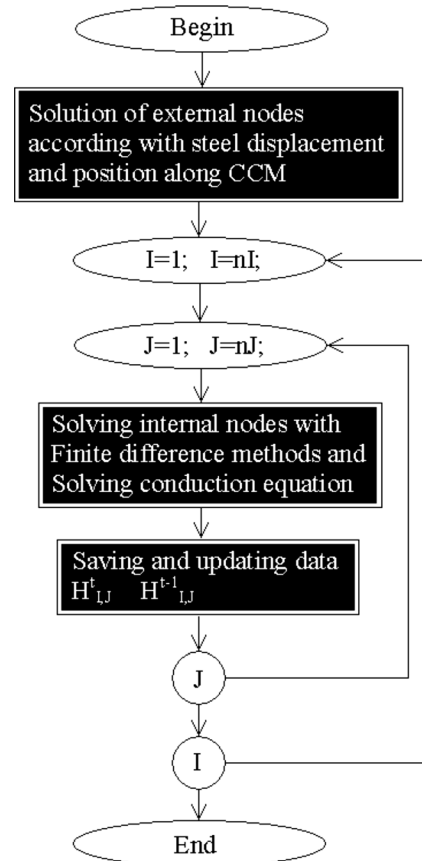 Begin
Solution of external nodes
according with steel displacement
and position along CCM
I=1; I=nI;
J=1; J=nJ;
Solving internal nodes with
Finite difference methods and
Solving conduction equation
Saving and updating data
H^t_I,J H^t-1_I,J
J
I
End